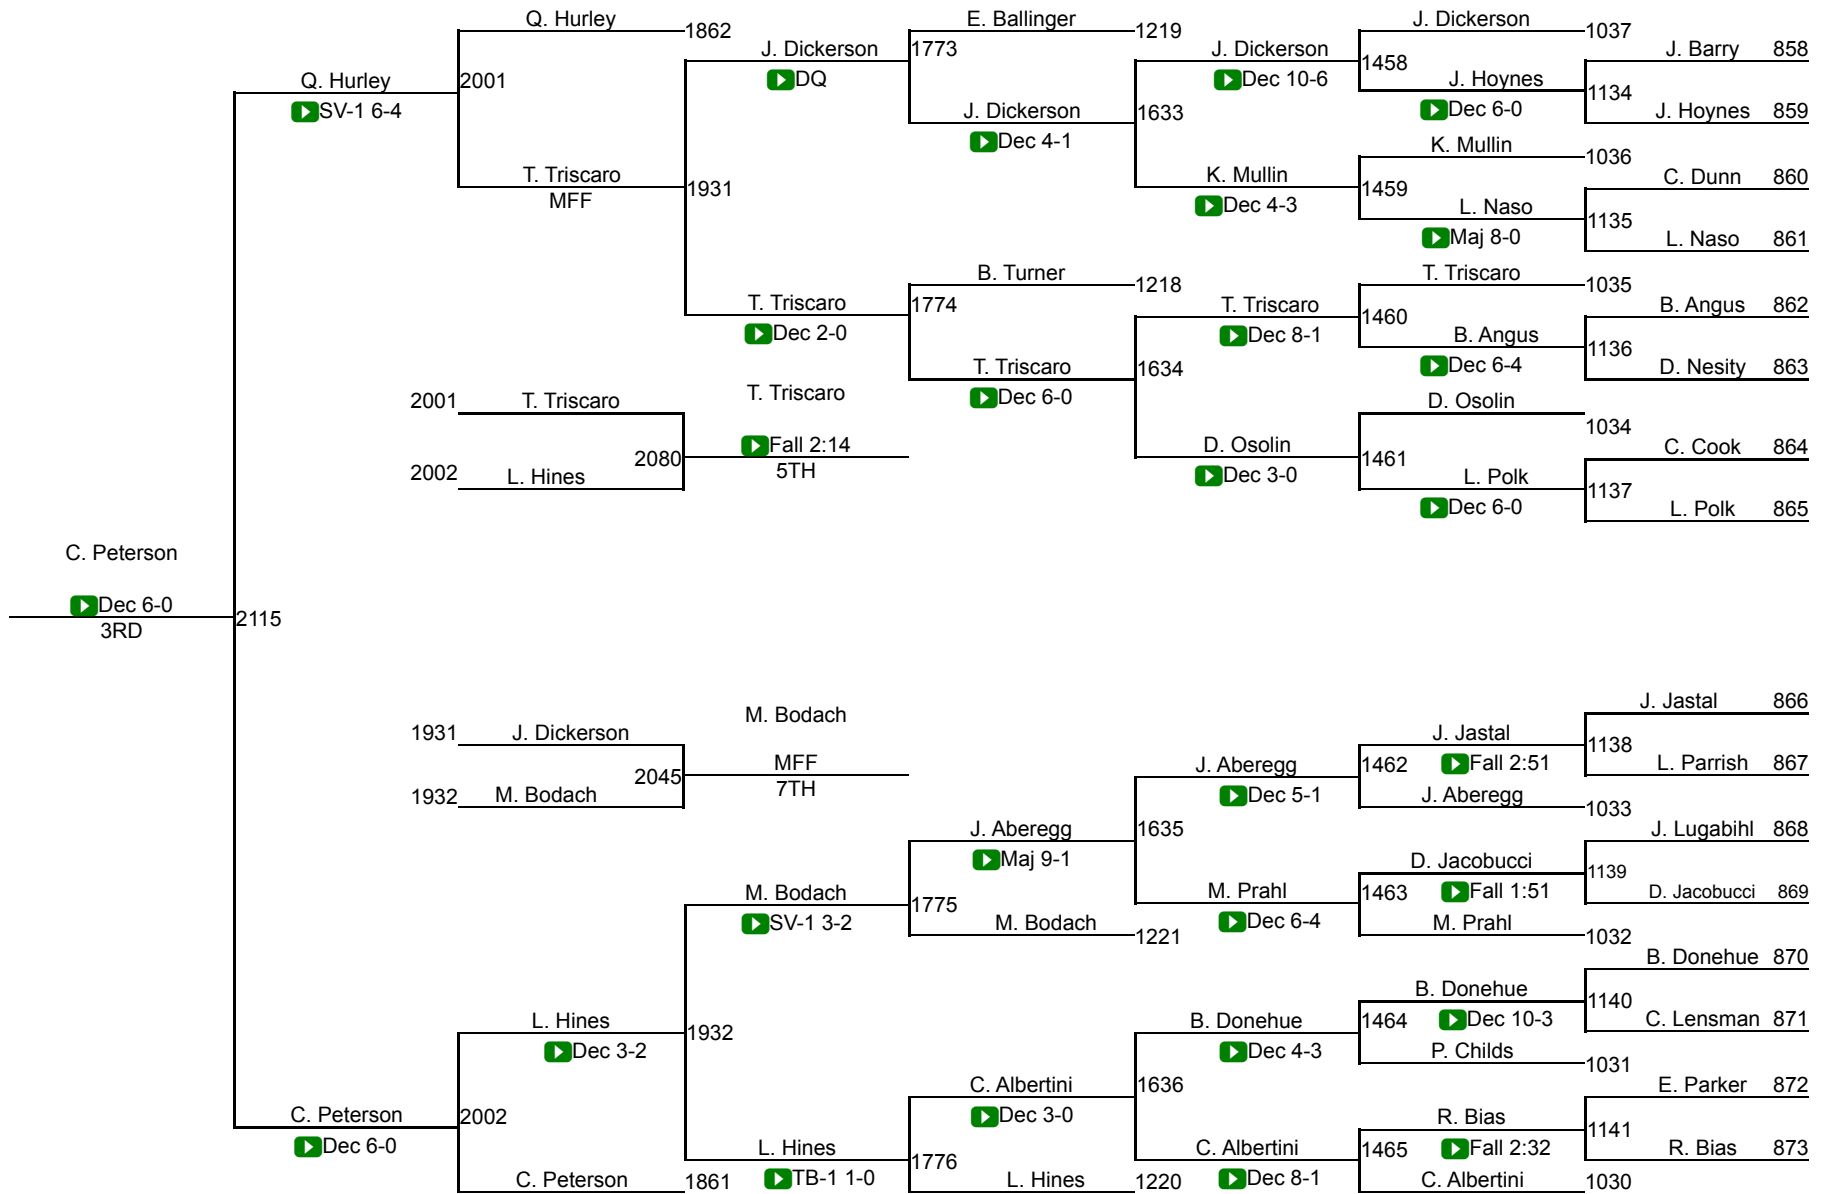 Q. Hurley
1862
E. Ballinger
1219
J. Dickerson
1037
J. Dickerson
DQ
1773
J. Dickerson
Dec 10-6
1458
J. Barry 858
Q. Hurley
SV-1 6-4
2001
J. Hoynes
Dec 6-0
1134
J. Dickerson
Dec 4-1
1633
J. Hoynes 859
K. Mullin
1036
T. Triscaro
MFF
1931
K. Mullin
Dec 4-3
1459
C. Dunn 860
L. Naso
Maj 8-0
1135
L. Naso 861
B. Turner
1218
T. Triscaro
1035
T. Triscaro
Dec 2-0
1774
T. Triscaro
Dec 8-1
1460
B. Angus 862
B. Angus
Dec 6-4
1136
T. Triscaro
Dec 6-0
1634
D. Nesity 863
2001 T. Triscaro
T. Triscaro
D. Osolin
1034
2080
Fall 2:14
5TH
D. Osolin
Dec 3-0
1461
C. Cook 864
2002 L. Hines
L. Polk
Dec 6-0
1137
L. Polk 865
C. Peterson
Dec 6-0
3RD
2115
J. Jastal 866
1931 J. Dickerson
M. Bodach
J. Jastal
Fall 2:51
1138
2045
MFF
7TH
J. Aberegg
Dec 5-1
1462
L. Parrish 867
1932 M. Bodach
J. Aberegg
1033
J. Aberegg
Maj 9-1
1635
J. Lugabihl 868
D. Jacobucci
Fall 1:51
1139
M. Bodach
SV-1 3-2
1775
M. Prahl
Dec 6-4
1463
D. Jacobucci 869
M. Bodach
1221
M. Prahl
1032
B. Donehue 870
B. Donehue
Dec 10-3
1140
L. Hines
Dec 3-2
1932
B. Donehue
Dec 4-3
1464
C. Lensman 871
P. Childs
1031
C. Albertini
Dec 3-0
1636
E. Parker 872
C. Peterson
Dec 6-0
2002
R. Bias
Fall 2:32
1141
L. Hines
TB-1 1-0
1776
C. Albertini
Dec 8-1
1465
R. Bias 873
C. Peterson
1861
L. Hines
1220
C. Albertini
1030